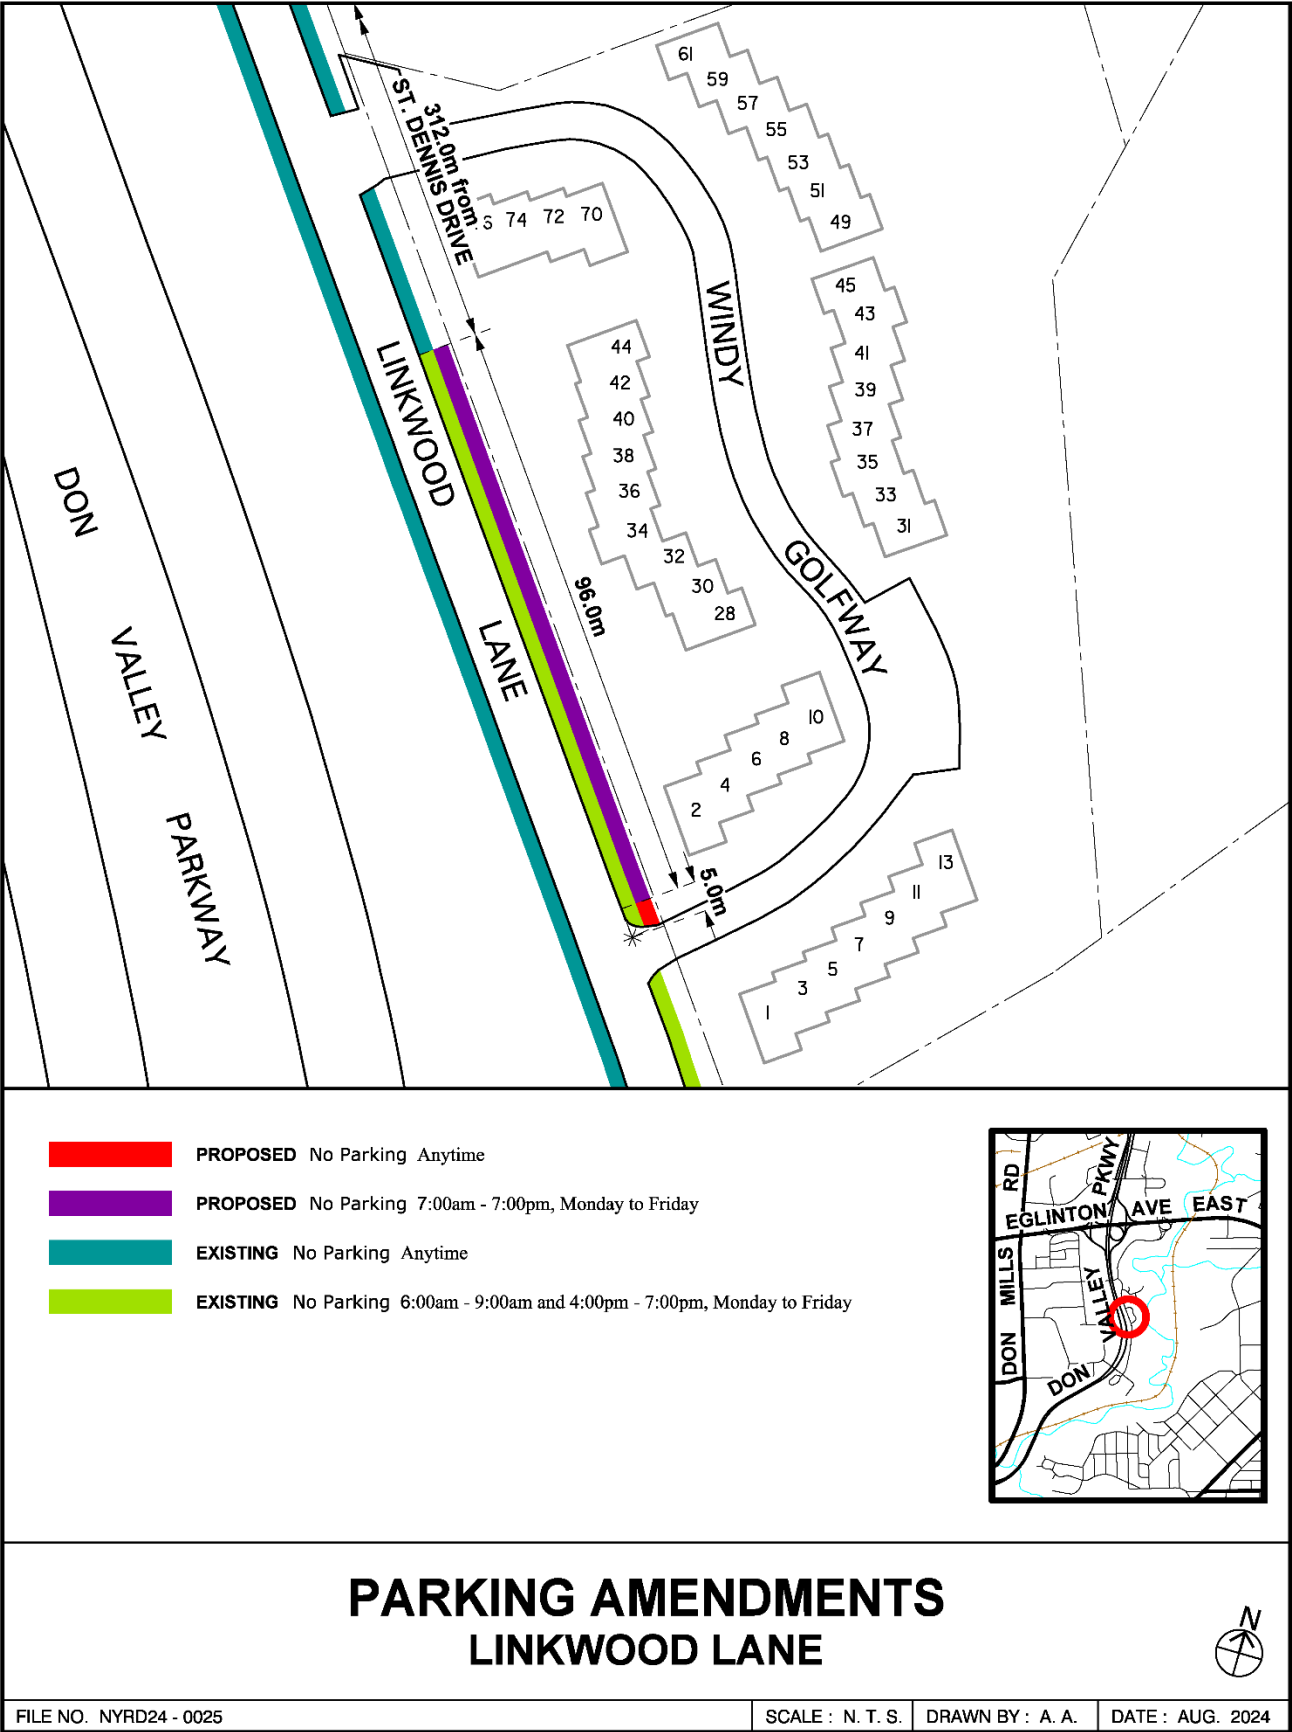 312.0m from
ST. DENNIS DRIVE
61
59
57
55
53
51
49
74 72 70
45
43
41
39
37
35
33
31
44
42
40
38
36
34
32
30
28
WINDY
GOLFWAY
LINKWOOD
LANE
96.0m
5.0m
DON
VALLEY
PARKWAY
10
8
6
4
2
13
11
9
7
5
3
1
PROPOSED No Parking Anytime
PROPOSED No Parking 7:00am - 7:00pm, Monday to Friday
EXISTING No Parking Anytime
EXISTING No Parking 6:00am - 9:00am and 4:00pm - 7:00pm, Monday to Friday
DON MILLS RD
EGLINTON AVE EAST
DON VALLEY PKWY
PARKING AMENDMENTS
LINKWOOD LANE
N
FILE NO. NYRD24 - 0025
SCALE : N. T. S.
DRAWN BY : A. A.
DATE : AUG. 2024